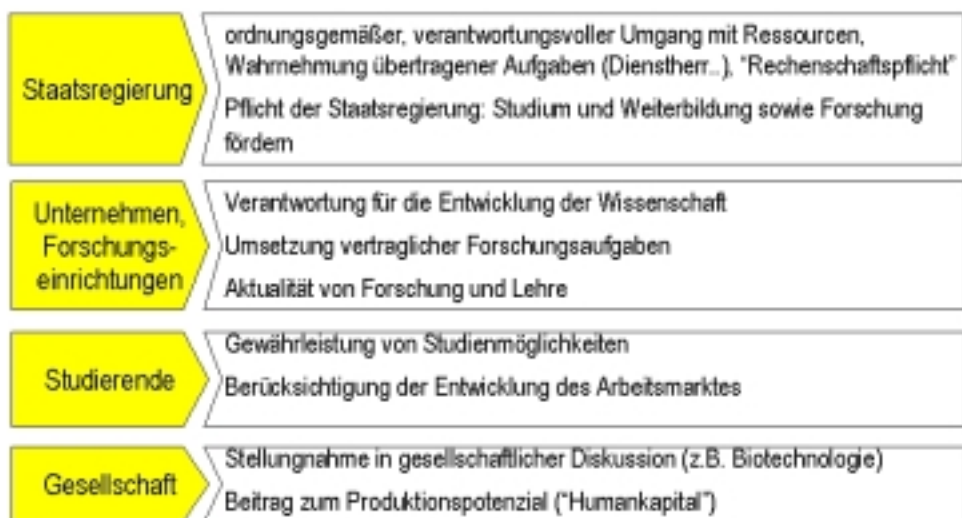 Staatsregierung
ordnungsgemäßer, verantwortungsvoller Umgang mit Ressourcen,
Wahrnehmung übertragener Aufgaben (Dienstherr..), "Rechenschaftspflicht"
Pflicht der Staatsregierung: Studium und Weiterbildung sowie Forschung
fördern
Unternehmen,
Forschungs-
einrichtungen
Verantwortung für die Entwicklung der Wissenschaft
Umsetzung vertraglicher Forschungsaufgaben
Aktualität von Forschung und Lehre
Studierende
Gewährleistung von Studienmöglichkeiten
Berücksichtigung der Entwicklung des Arbeitsmarktes
Gesellschaft
Stellungnahme in gesellschaftlicher Diskussion (z.B. Biotechnologie)
Beitrag zum Produktionspotenzial ("Humankapital")